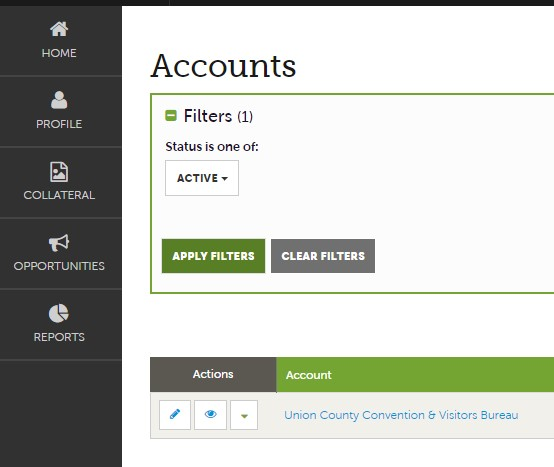 HOME
PROFILE
COLLATERAL
OPPORTUNITIES
REPORTS
Accounts
Filters (1)
Status is one of:
ACTIVE
APPLY FILTERS CLEAR FILTERS
Actions Account
Union County Convention & Visitors Bureau